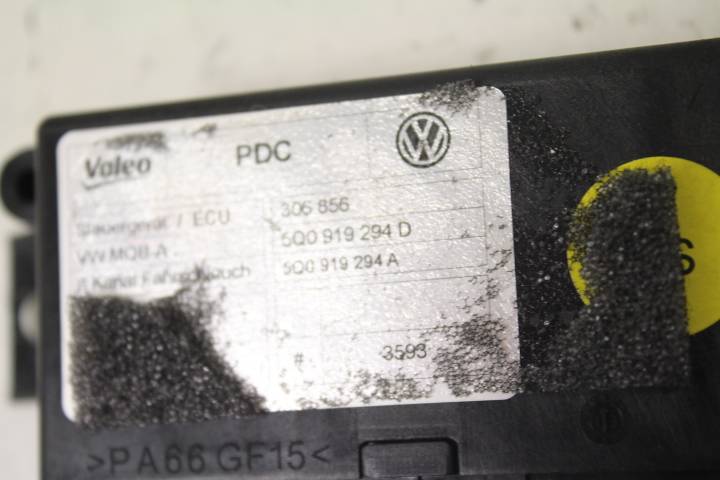 Valeo PDC
306 856
Steuergerät / ECU
5Q0 919 294 D
VW MQB-A
5Q0 919 294 A
# 3593
S
>PA66 GF15<